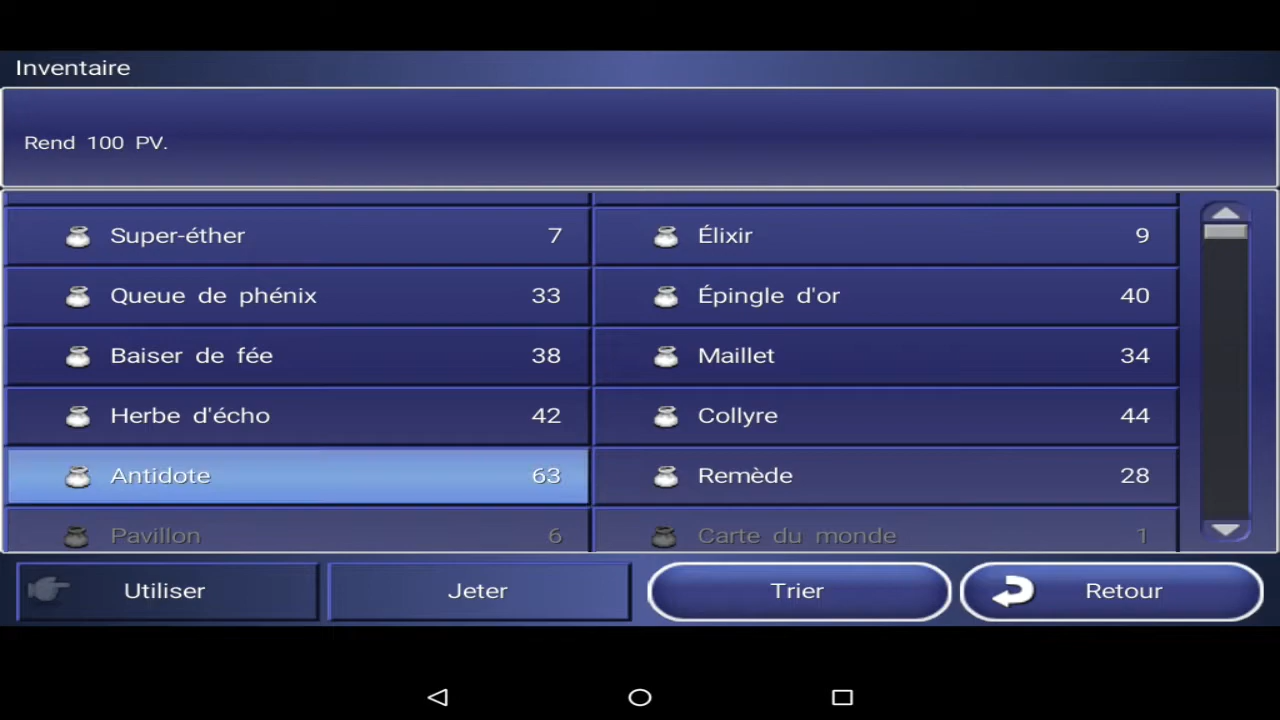 Inventaire
Rend 100 PV.
Super-éther 7 Élixir 9
Queue de phénix 33 Épingle d'or 40
Baiser de fée 38 Maillet 34
Herbe d'écho 42 Collyre 44
Antidote 63 Remède 28
Pavillon 6 Carte du monde 1
Utiliser Jeter Trier Retour